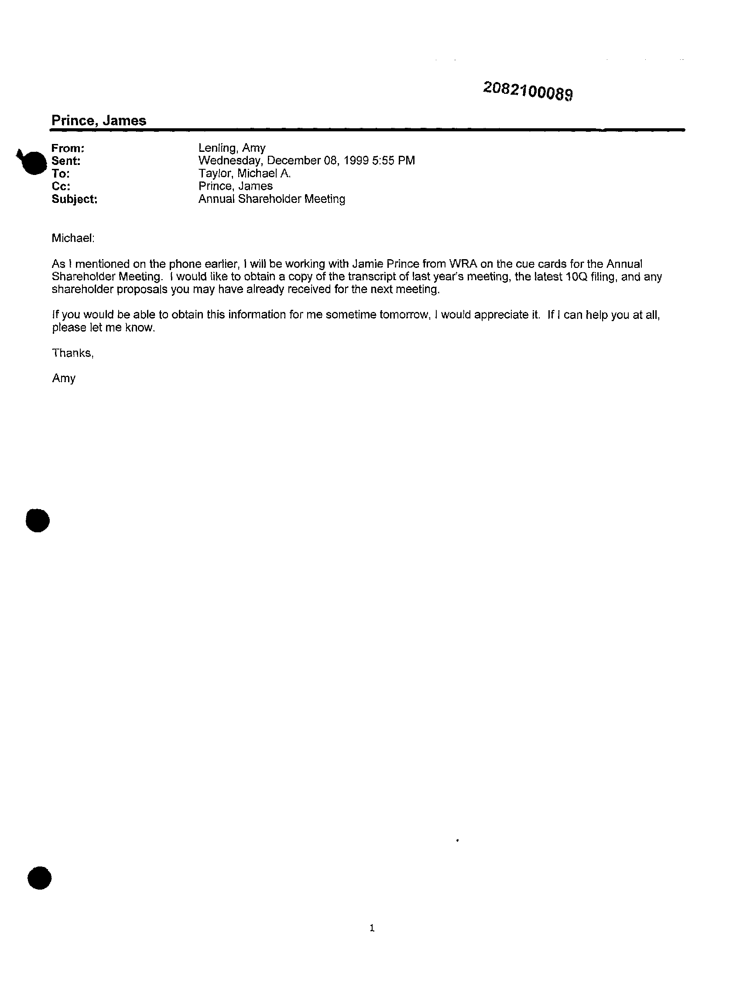 2082100089
Prince, James
From: Lenling, Amy
Sent: Wednesday, December 08, 1999 5:55 PM
To: Taylor, Michael A.
Cc: Prince, James
Subject: Annual Shareholder Meeting
Michael:
As I mentioned on the phone earlier, I will be working with Jamie Prince from WRA on the cue cards for the Annual
Shareholder Meeting. I would like to obtain a copy of the transcript of last year's meeting, the latest 10Q filing, and any
shareholder proposals you may have already received for the next meeting.
If you would be able to obtain this information for me sometime tomorrow, I would appreciate it. If I can help you at all,
please let me know.
Thanks,
Amy
1